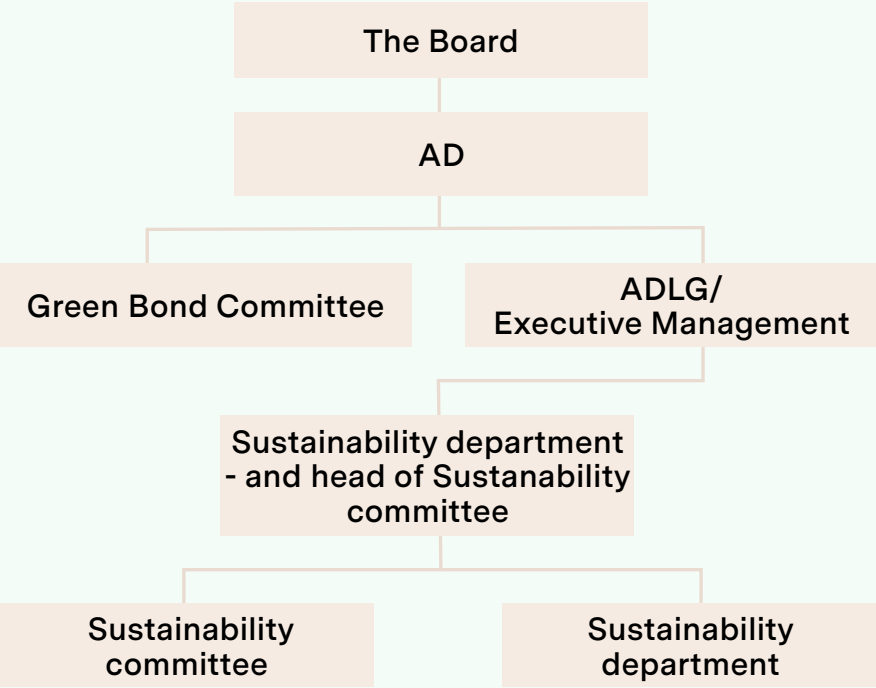 The Board
AD
Green Bond Committee
ADLG/
Executive Management
Sustainability department
- and head of Sustanability
committee
Sustainability
committee
Sustainability
department